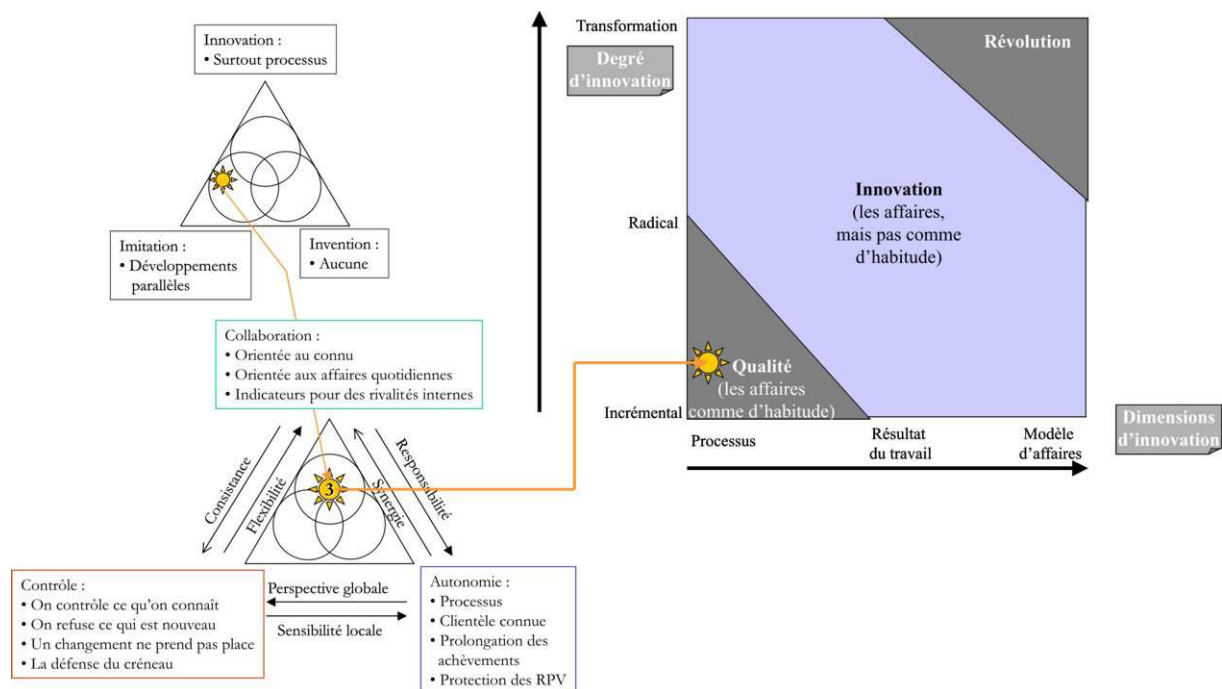 Innovation :
• Surtout processus
Imitation :
• Développements
parallèles
Invention :
• Aucune
Collaboration :
• Orientée au connu
• Orientée aux affaires quotidiennes
• Indicateurs pour des rivalités internes
Consistance
Flexibilité
3
Synergie
Responsabilité
Contrôle :
• On contrôle ce qu'on connaît
• On refuse ce qui est nouveau
• Un changement ne prend pas place
• La défense du créneau
Perspective globale
Sensibilité locale
Autonomie :
• Processus
• Clientèle connue
• Prolongation des
achèvements
• Protection des RPV
Transformation
Degré
d'innovation
Radical
Incrémental
Révolution
Innovation
(les affaires,
mais pas comme
d'habitude)
Qualité
(les affaires
comme d'habitude)
Processus
Résultat
du travail
Modèle
d'affaires
Dimensions
d'innovation